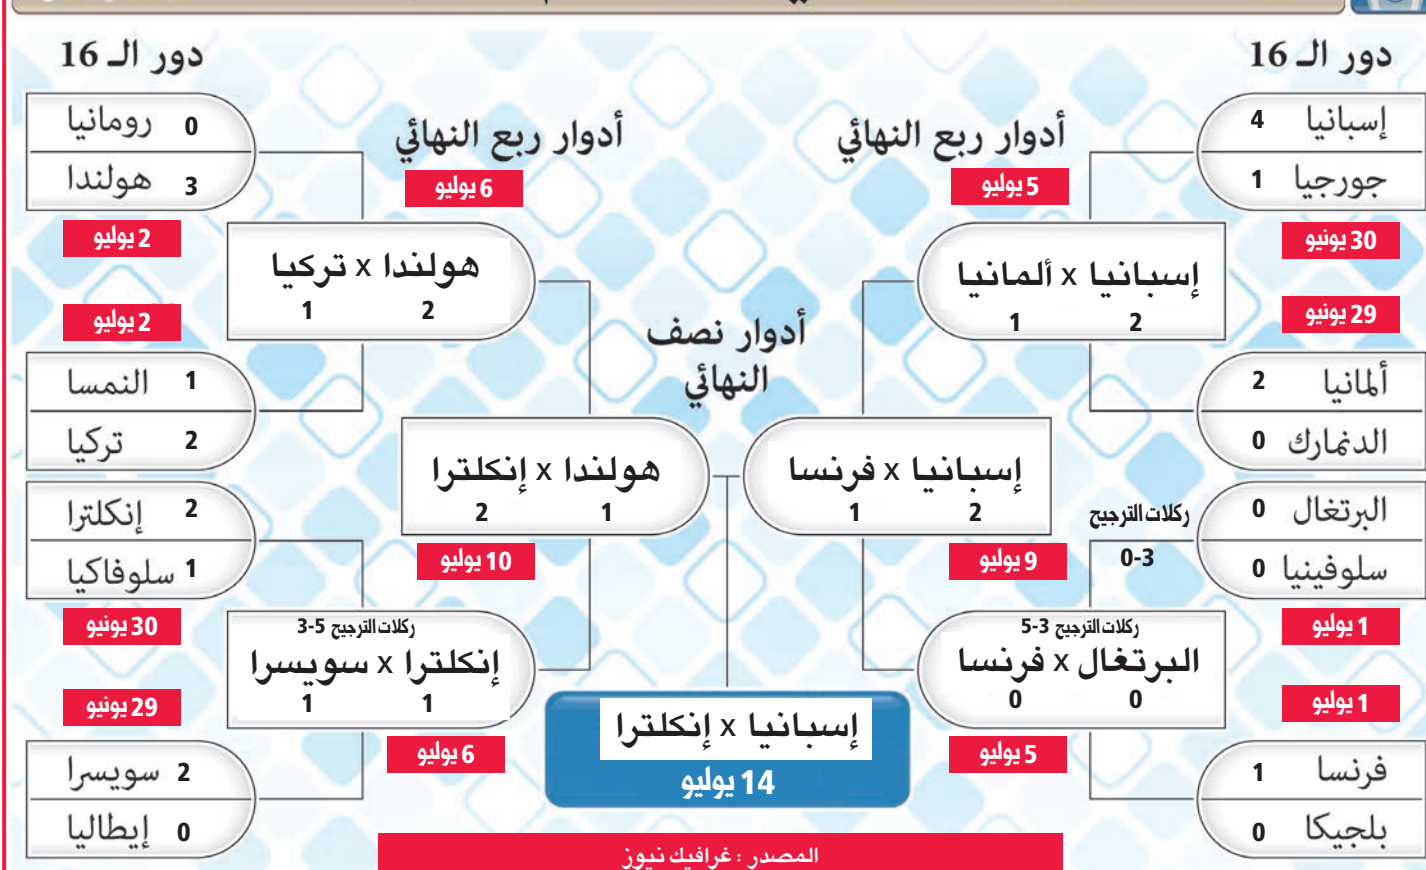 دور الـ 16
إسبانيا 4
جورجيا 1
30 يونيو
29 يونيو
ألمانيا 2
الدنمارك 0
البرتغال 0
سلوفينيا 0
ركلات الترجيح
0-3
1 يوليو
1 يوليو
فرنسا 1
بلجيكا 0
أدوار ربع النهائي
5 يوليو
إسبانيا x ألمانيا
2 1
ركلات الترجيح 3-5
البرتغال x فرنسا
0 0
5 يوليو
أدوار نصف
النهائي
إسبانيا x فرنسا
2 1
9 يوليو
هولندا x إنكلترا
1 2
10 يوليو
إسبانيا x إنكلترا
14 يوليو
أدوار ربع النهائي
6 يوليو
هولندا x تركيا
2 1
ركلات الترجيح 5-3
إنكلترا x سويسرا
1 1
6 يوليو
دور الـ 16
0 رومانيا
3 هولندا
2 يوليو
2 يوليو
1 النمسا
2 تركيا
2 إنكلترا
1 سلوفاكيا
30 يونيو
29 يونيو
2 سويسرا
0 إيطاليا
المصدر : غرافيك نيوز